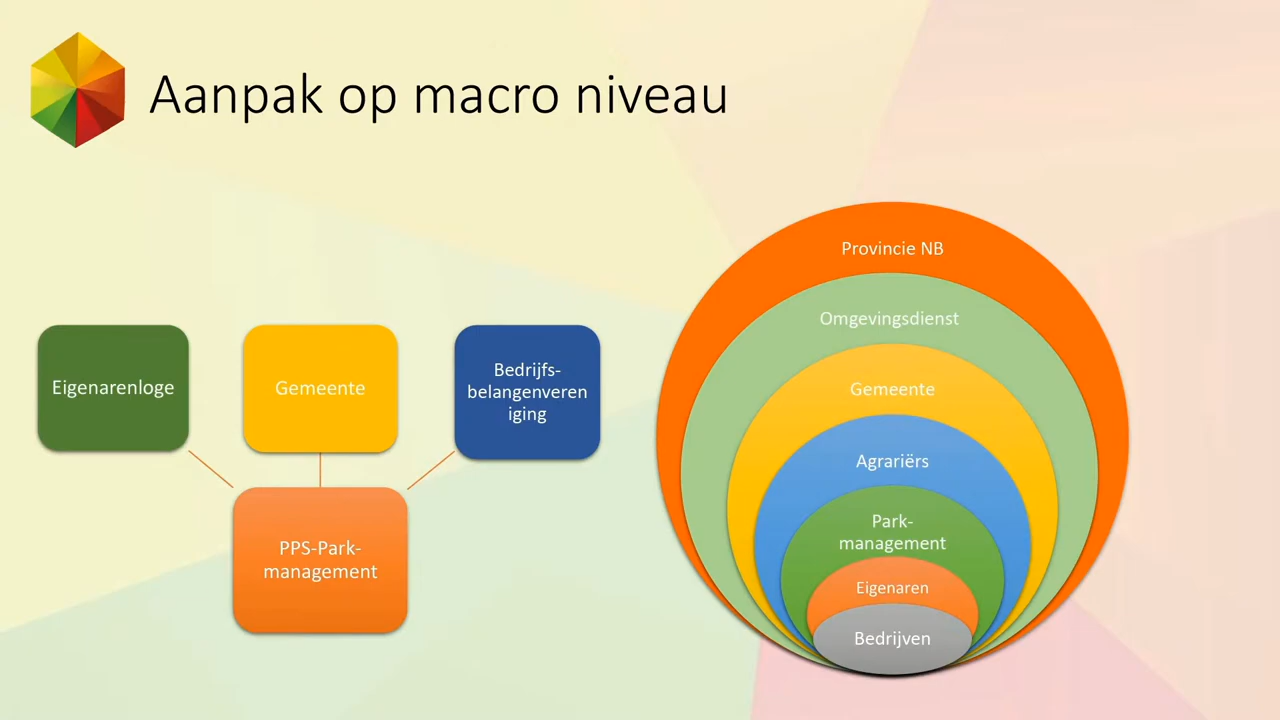 Aanpak op macro niveau
Eigenarenloge
Gemeente
Bedrijfs-
belangenveren
iging
PPS-Park-
management
Provincie NB
Omgevingsdienst
Gemeente
Agrariërs
Park-
management
Eigenaren
Bedrijven